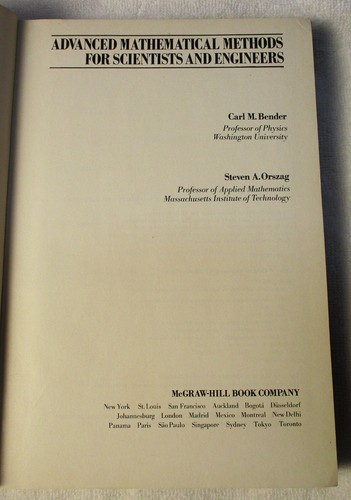 ADVANCED MATHEMATICAL METHODS
FOR SCIENTISTS AND ENGINEERS
Carl M. Bender
Professor of Physics
Washington University
Steven A. Orszag
Professor of Applied Mathematics
Massachusetts Institute of Technology
McGRAW-HILL BOOK COMPANY
New York St. Louis San Francisco Auckland Bogotá Düsseldorf
Johannesburg London Madrid Mexico Montreal New Delhi
Panama Paris São Paulo Singapore Sydney Tokyo Toronto